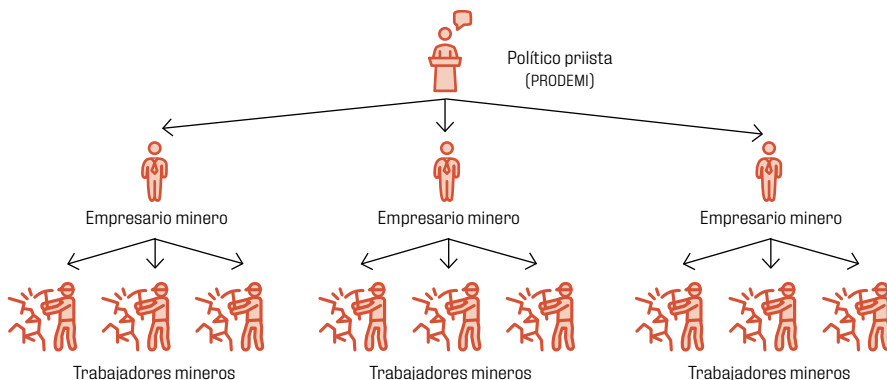 Político priista
(PRODEMI)
Empresario minero
Empresario minero
Empresario minero
Trabajadores mineros
Trabajadores mineros
Trabajadores mineros